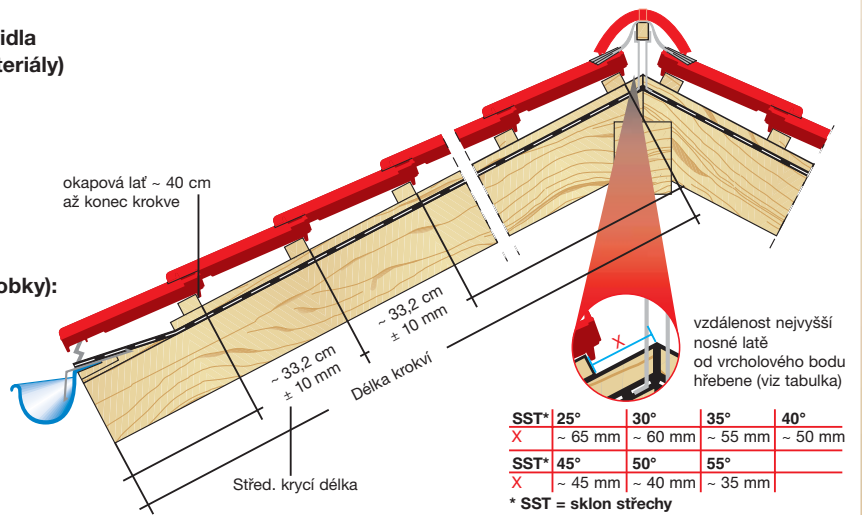 idla
teriály)
okapová lať ~ 40 cm
až konec krokve
obky):
~ 33,2 cm
± 10 mm
~ 33,2 cm
± 10 mm
Délka krokví
Střed. krycí délka
X
vzdálenost nejvyšší
nosné latě
od vrcholového bodu
hřebene (viz tabulka)
SST* 25° 30° 35° 40°
X ~ 65 mm ~ 60 mm ~ 55 mm ~ 50 mm
SST* 45° 50° 55°
X ~ 45 mm ~ 40 mm ~ 35 mm
* SST = sklon střechy